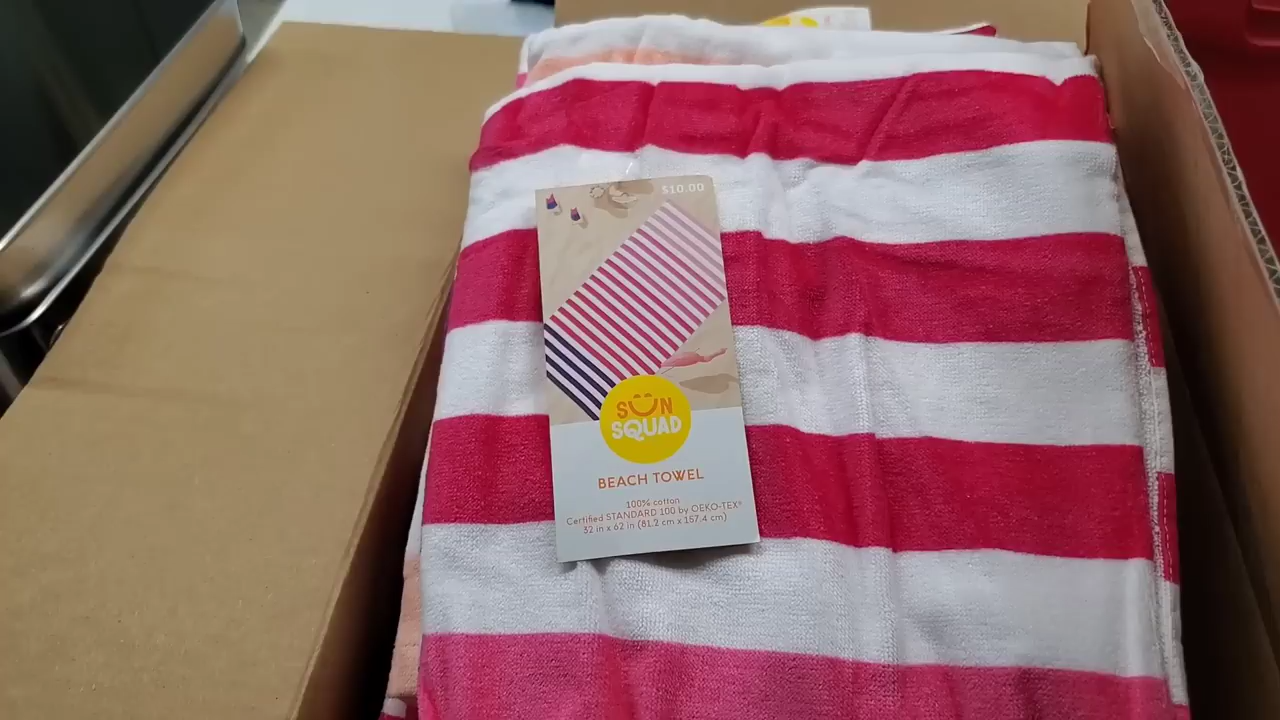 $10.00
SUN
SQUAD
BEACH TOWEL
100% cotton
Certified STANDARD 100 by OEKO-TEX®
32 in x 62 in (81.2 cm x 157.4 cm)